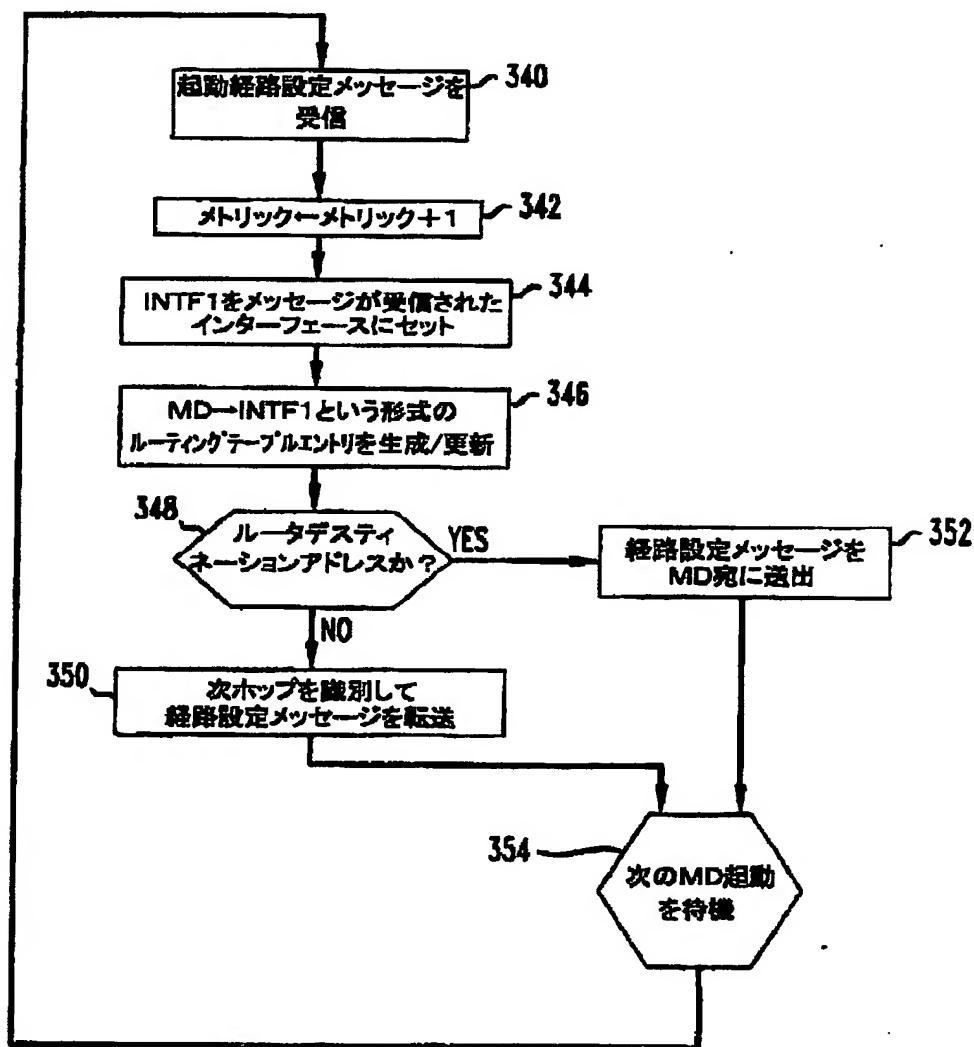 起動経路設定メッセージを
受信
340
メトリック←メトリック+1
342
INTF1をメッセージが受信された
インターフェースにセット
344
MD→INTF1という形式の
ルーティングテーブルエントリを生成/更新
346
348
ルータデスティ
ネーションアドレスか?
YES
NO
経路設定メッセージを
MD宛に送出
352
350
次ホップを識別して
経路設定メッセージを転送
354
次のMD起動
を待機